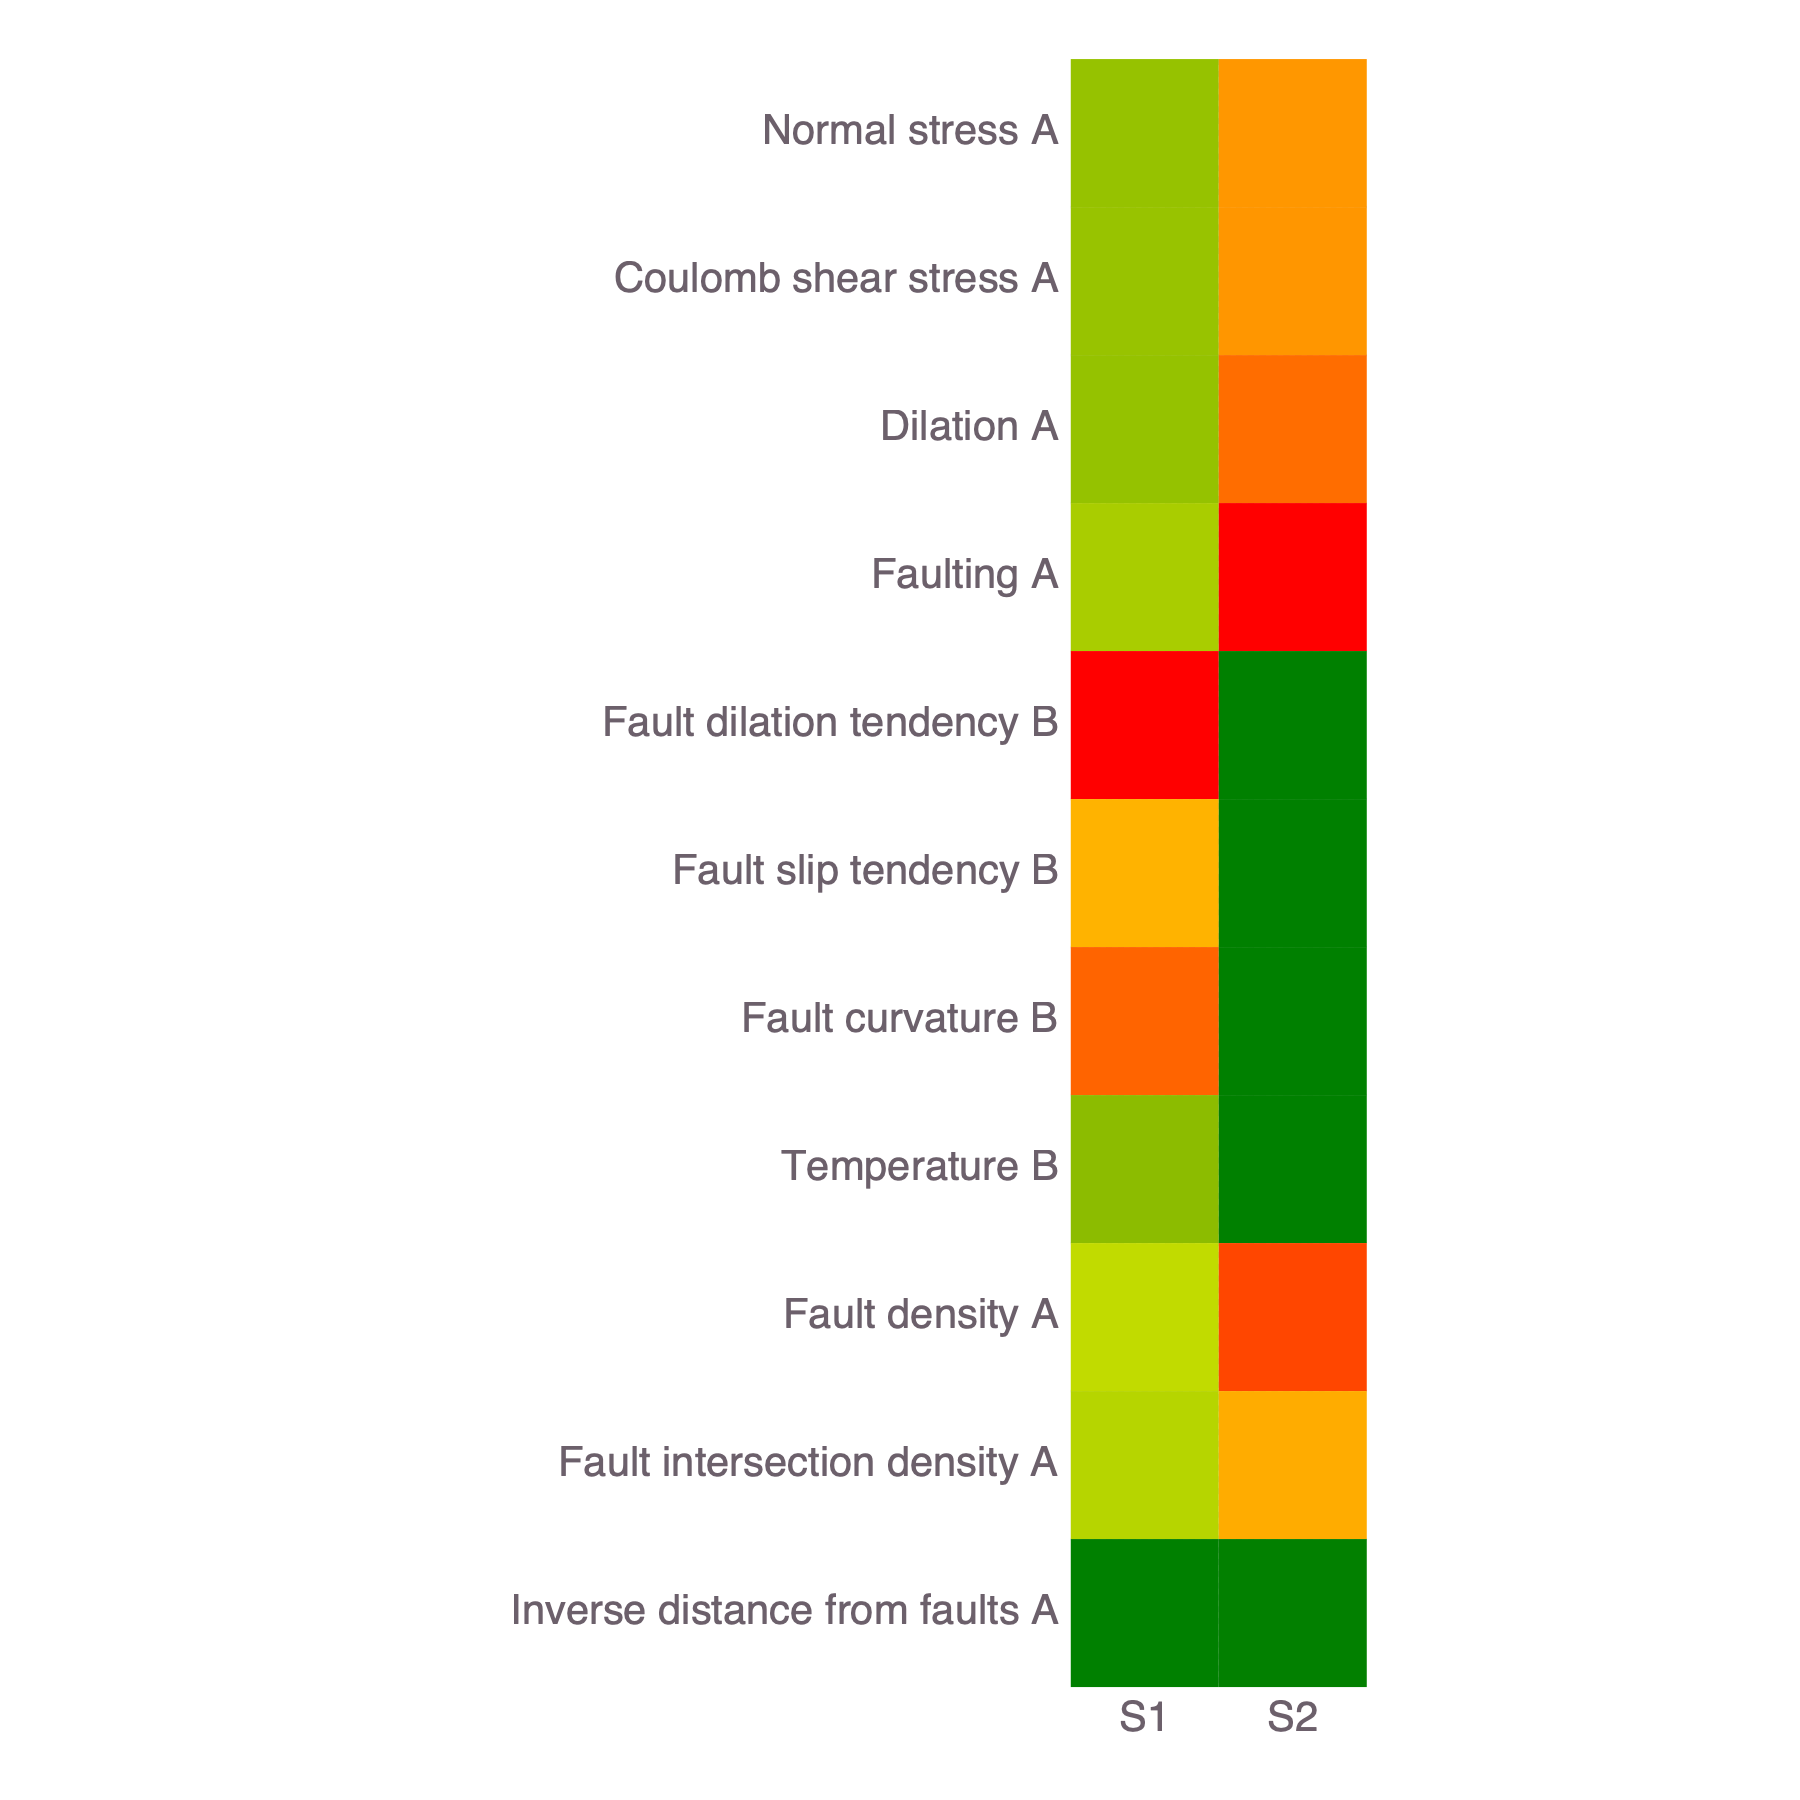 Normal stress A
Coulomb shear stress A
Dilation A
Faulting A
Fault dilation tendency B
Fault slip tendency B
Fault curvature B
Temperature B
Fault density A
Fault intersection density A
Inverse distance from faults A
S1 S2